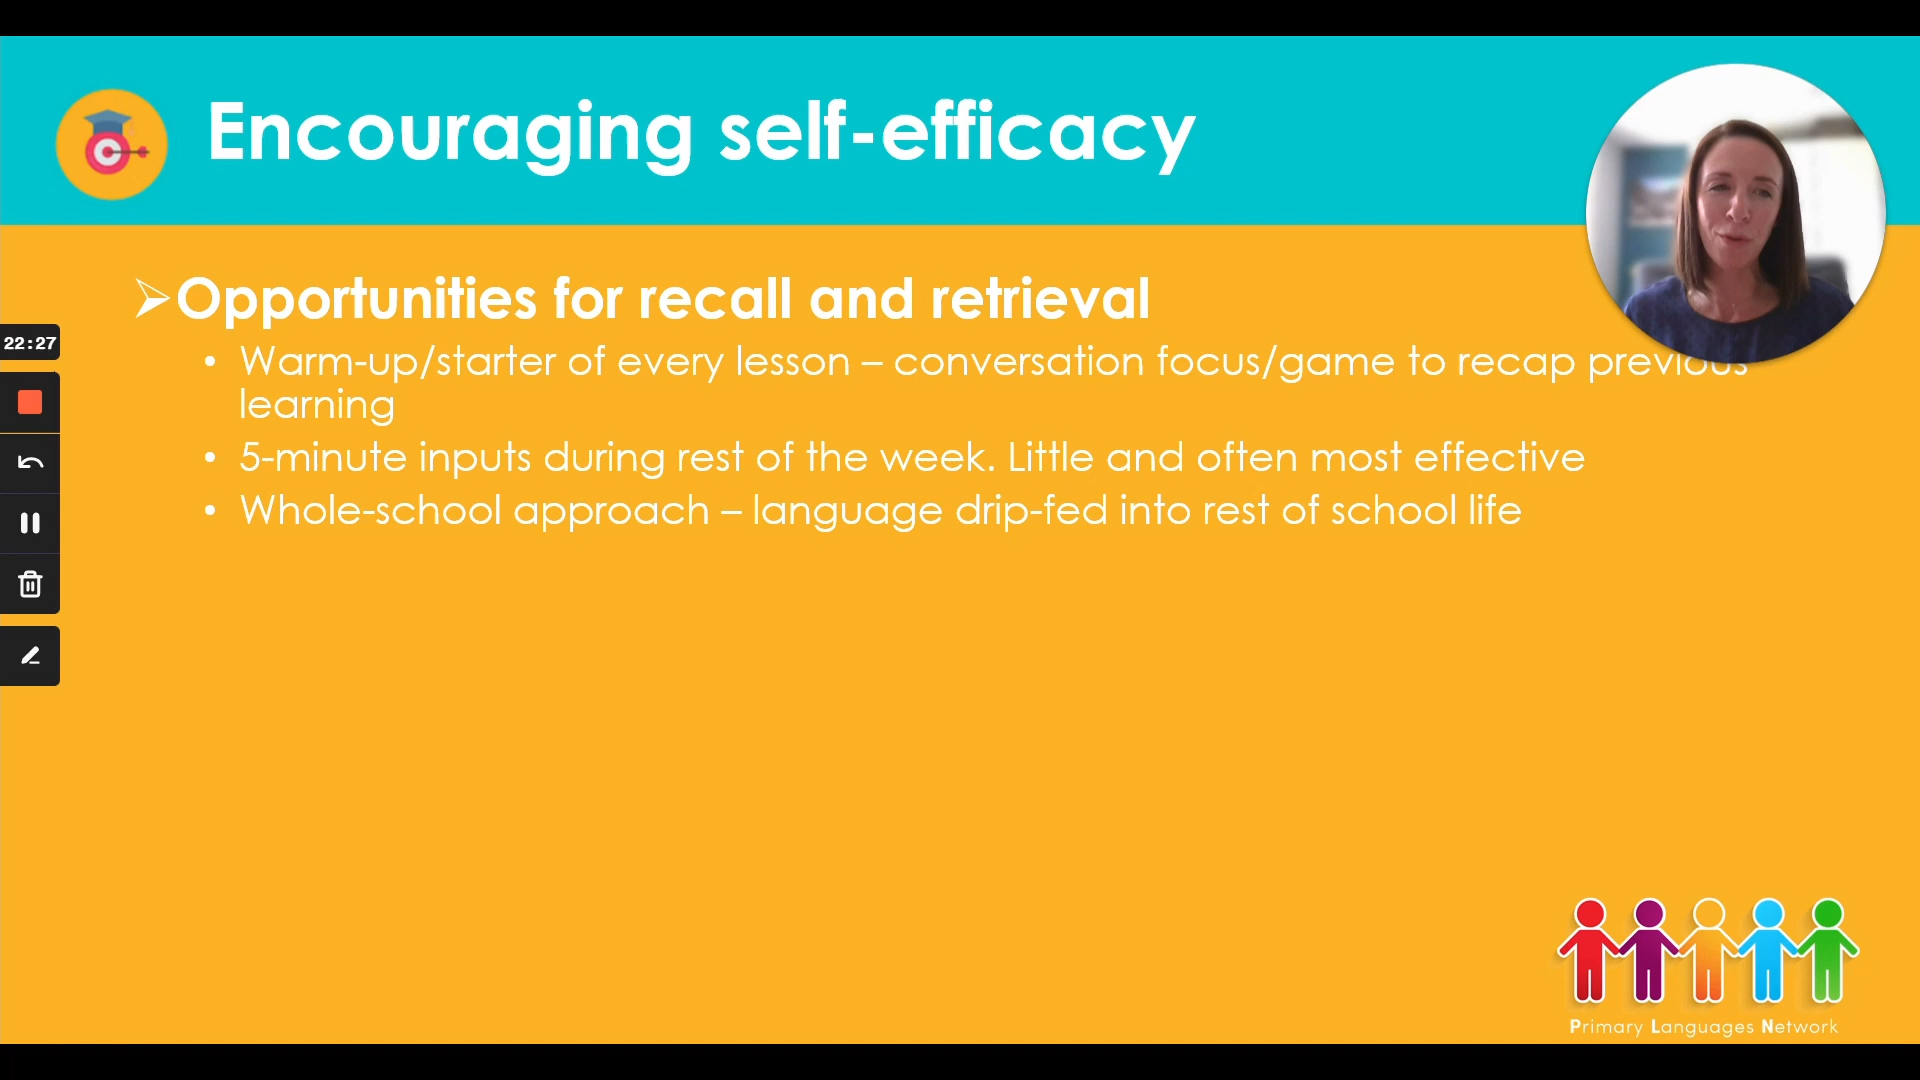 Encouraging self-efficacy
➢Opportunities for recall and retrieval
• Warm-up/starter of every lesson – conversation focus/game to recap previous
learning
• 5-minute inputs during rest of the week. Little and often most effective
• Whole-school approach – language drip-fed into rest of school life
22:27
Primary Languages Network